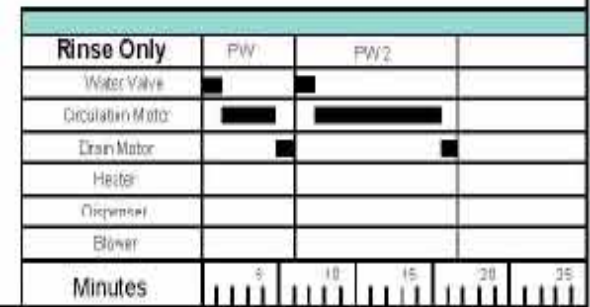 Rinse Only PW PW2
Water Valve
Circulation Motor
Drain Motor
Heater
Dispenser
Blower
Minutes 5 10 15 20 25